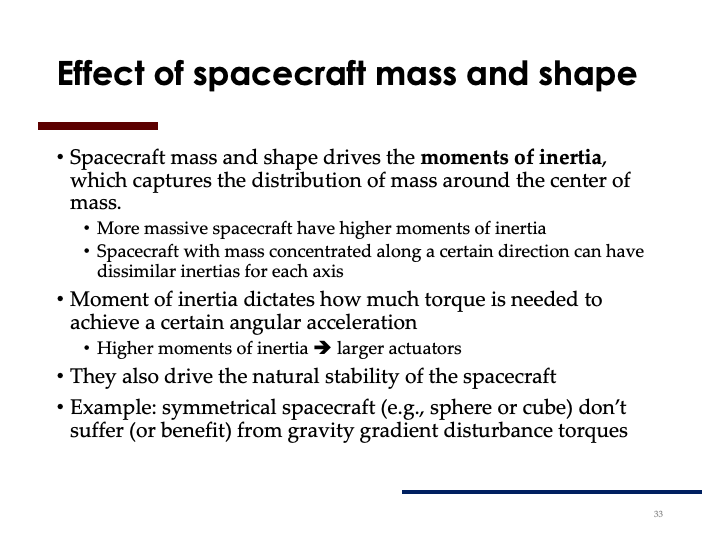 Effect of spacecraft mass and shape
• Spacecraft mass and shape drives the moments of inertia,
which captures the distribution of mass around the center of
mass.
• More massive spacecraft have higher moments of inertia
• Spacecraft with mass concentrated along a certain direction can have
dissimilar inertias for each axis
• Moment of inertia dictates how much torque is needed to
achieve a certain angular acceleration
• Higher moments of inertia ➔ larger actuators
• They also drive the natural stability of the spacecraft
• Example: symmetrical spacecraft (e.g., sphere or cube) don’t
suffer (or benefit) from gravity gradient disturbance torques
33